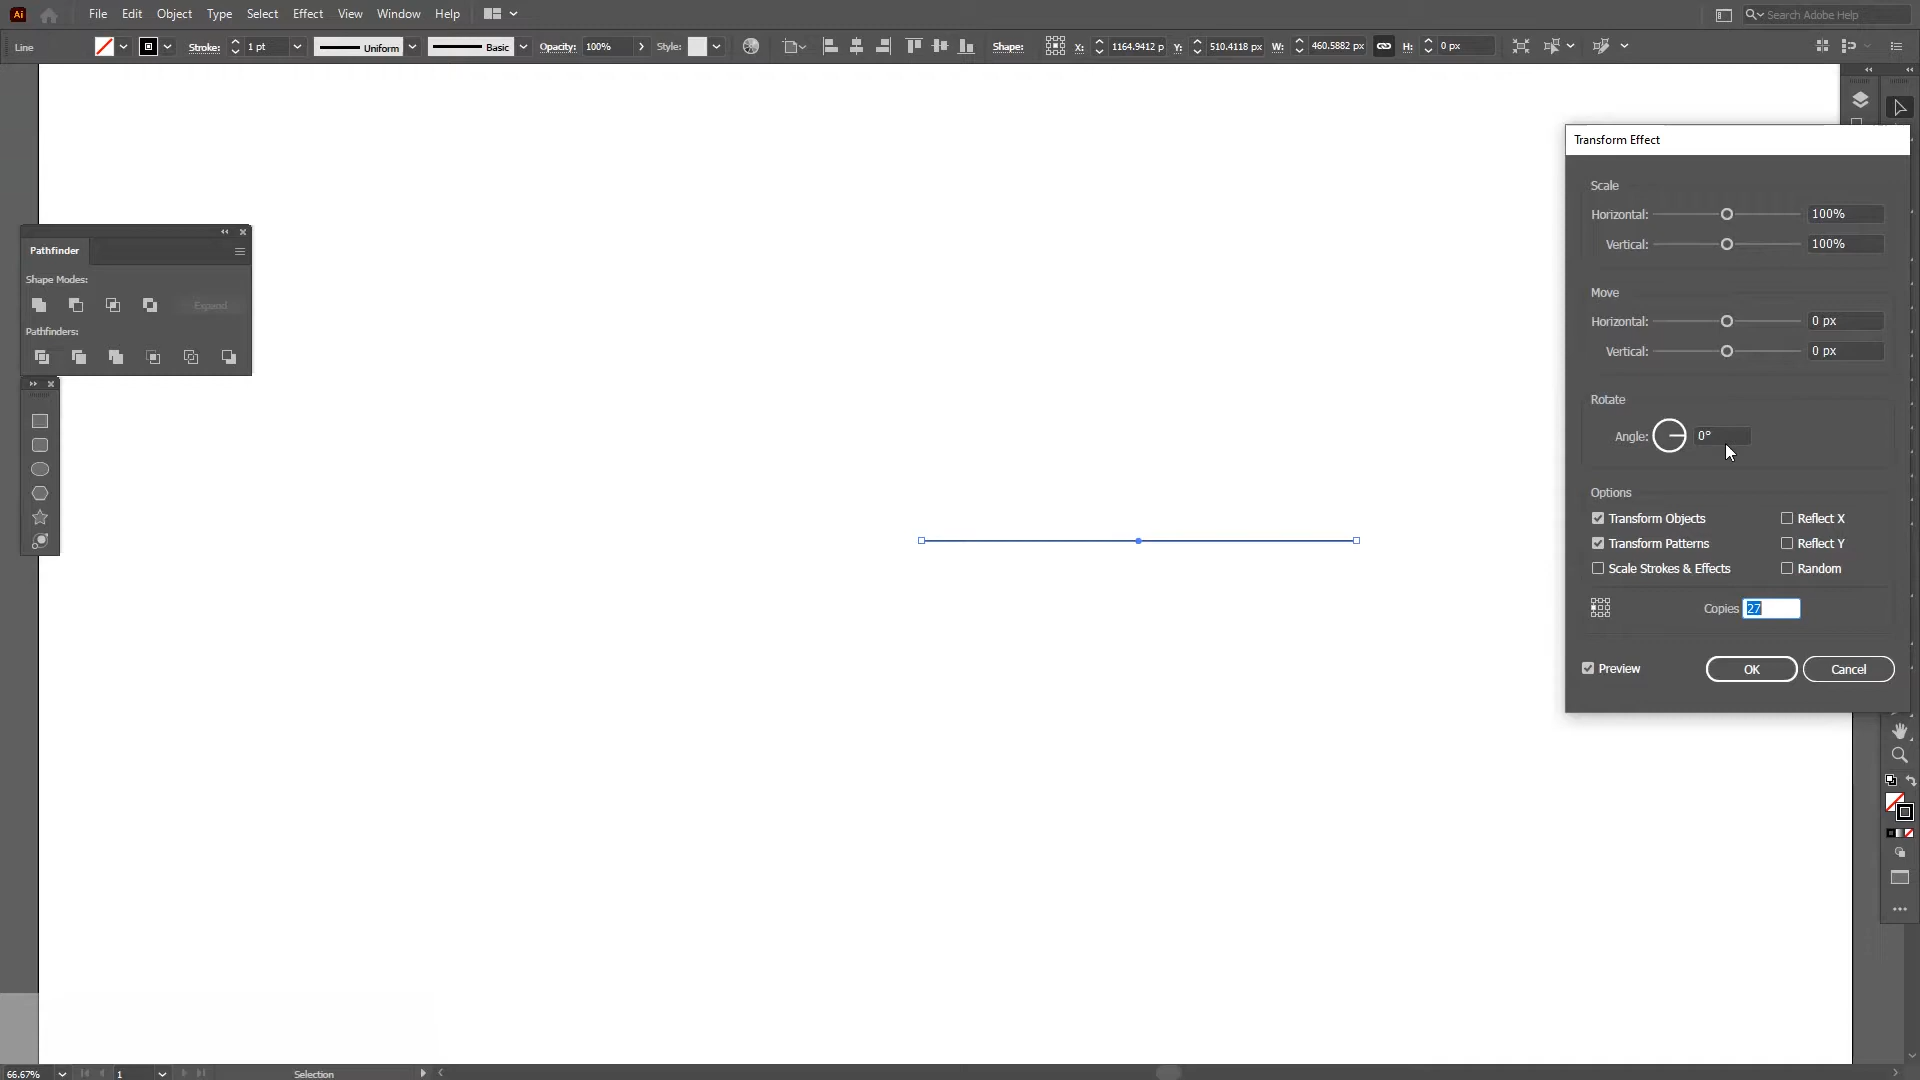 Ai File Edit Object Type Select Effect View Window Help Search Adobe Help
Line Stroke: 1 pt Uniform Basic Opacity: 100% Style: Shape: X: 1164.9412 p Y: 510.4118 px W: 460.5882 px H: 0 px
Transform Effect
Scale
Horizontal: 100%
Vertical: 100%
Move
Horizontal: 0 px
Vertical: 0 px
Rotate
Angle: 0°
Options
Transform Objects Reflect X
Transform Patterns Reflect Y
Scale Strokes & Effects Random
Copies 27
Preview OK Cancel
Pathfinder
Shape Modes:
Expand
Pathfinders:
66.67% 1 Selection